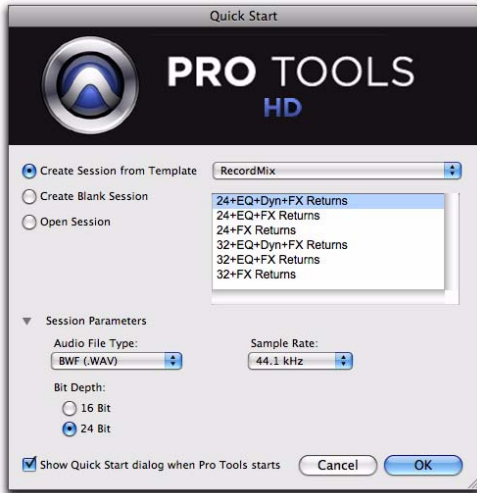 Quick Start
PRO TOOLS
HD
Create Session from Template
RecordMix
Create Blank Session
Open Session
24+EQ+Dyn+FX Returns
24+EQ+FX Returns
24+FX Returns
32+EQ+Dyn+FX Returns
32+EQ+FX Returns
32+FX Returns
Session Parameters
Audio File Type:
Sample Rate:
BWF (.WAV)
44.1 kHz
Bit Depth:
16 Bit
24 Bit
Show Quick Start dialog when Pro Tools starts
Cancel
OK